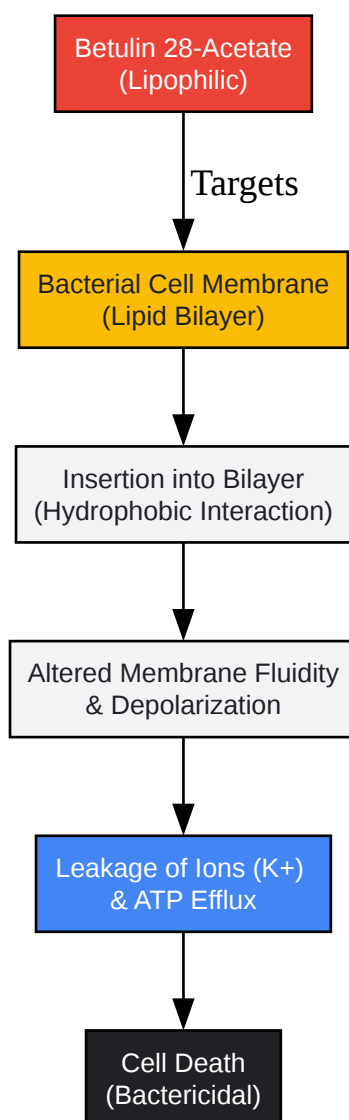 Betulin 28-Acetate
(Lipophilic)
Targets
Bacterial Cell Membrane
(Lipid Bilayer)
Insertion into Bilayer
(Hydrophobic Interaction)
Altered Membrane Fluidity
& Depolarization
Leakage of Ions (K+)
& ATP Efflux
Cell Death
(Bactericidal)